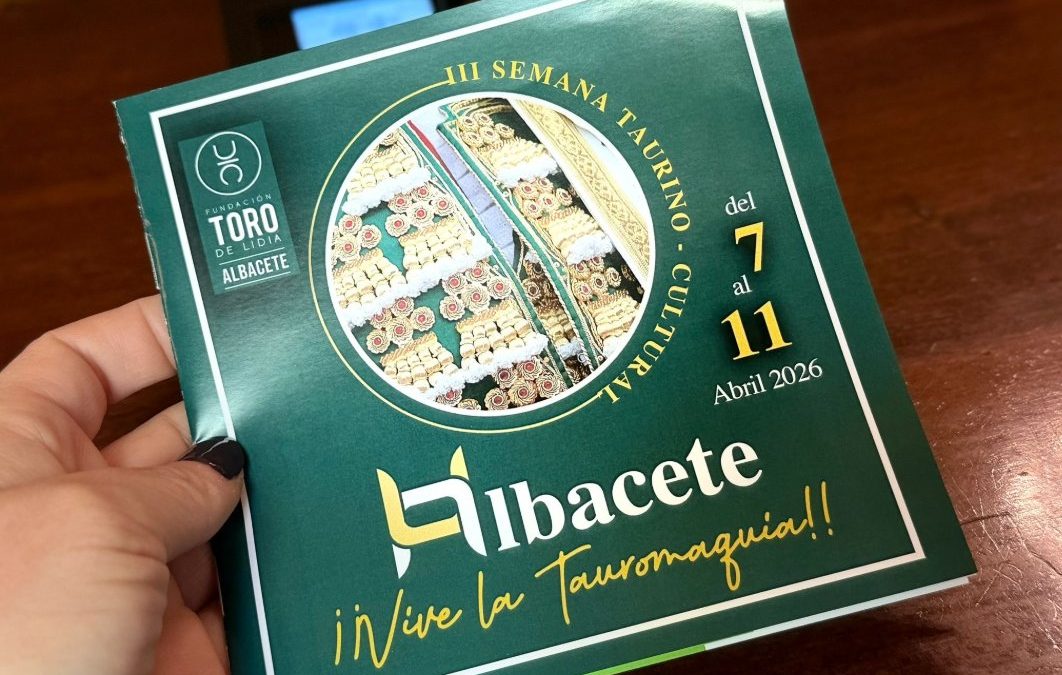 III SEMANA TAURINO - CULTURAL
FUNDACIÓN
TORO
DE LIDIA
ALBACETE
del
7
al
11
Abril 2026
Albacete
¡¡Vive la Tauromaquia!!